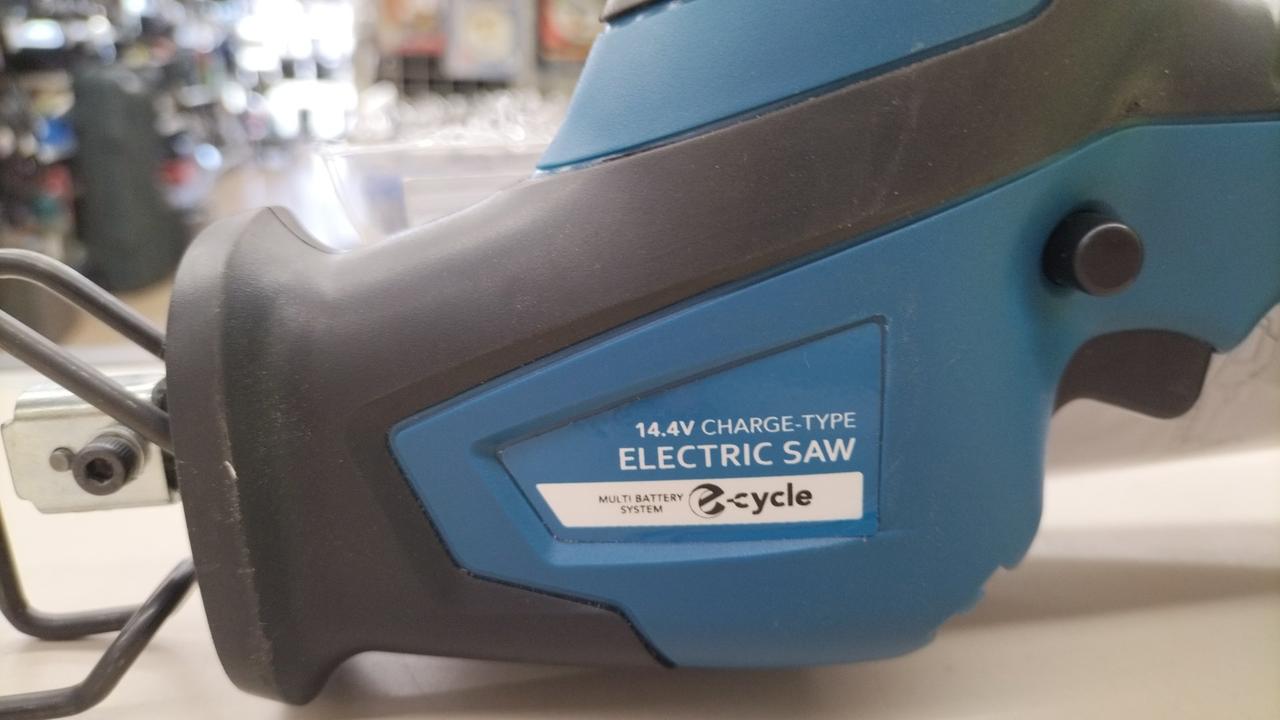 14.4V CHARGE-TYPE
ELECTRIC SAW
MULTI BATTERY
SYSTEM
e-cycle